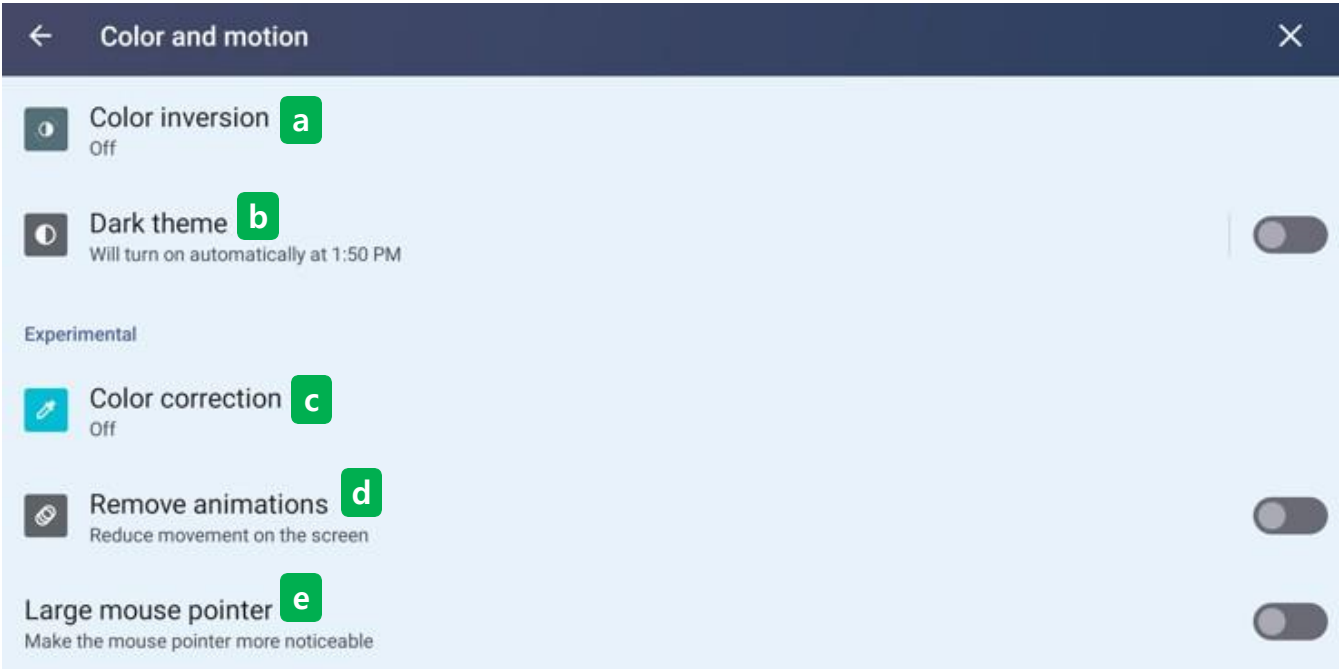 Color and motion
Color inversion a
Off
Dark theme b
Will turn on automatically at 1:50 PM
Experimental
Color correction c
Off
Remove animations d
Reduce movement on the screen
Large mouse pointer e
Make the mouse pointer more noticeable